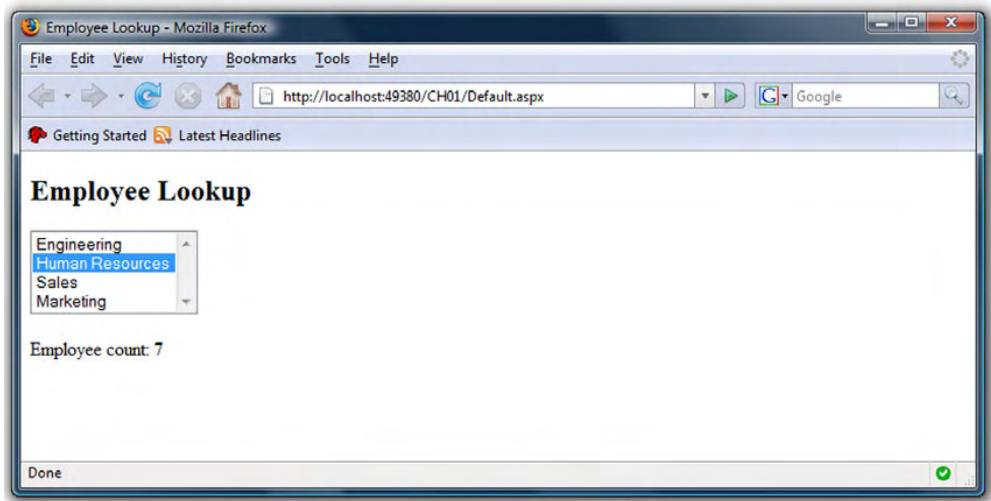 Employee Lookup - Mozilla Firefox
File Edit View History Bookmarks Tools Help
http://localhost:49380/CH01/Default.aspx G Google
Getting Started Latest Headlines
Employee Lookup
Engineering
Human Resources
Sales
Marketing
Employee count: 7
Done